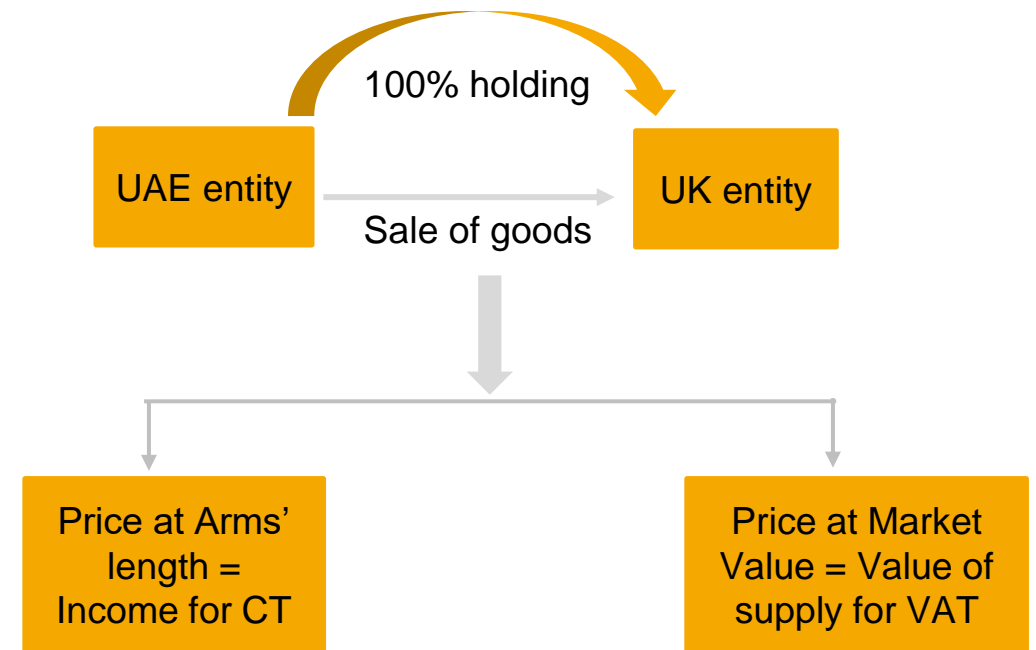 100% holding
UAE entity
UK entity
Sale of goods
Price at Arms’
length =
Income for CT
Price at Market
Value = Value of
supply for VAT